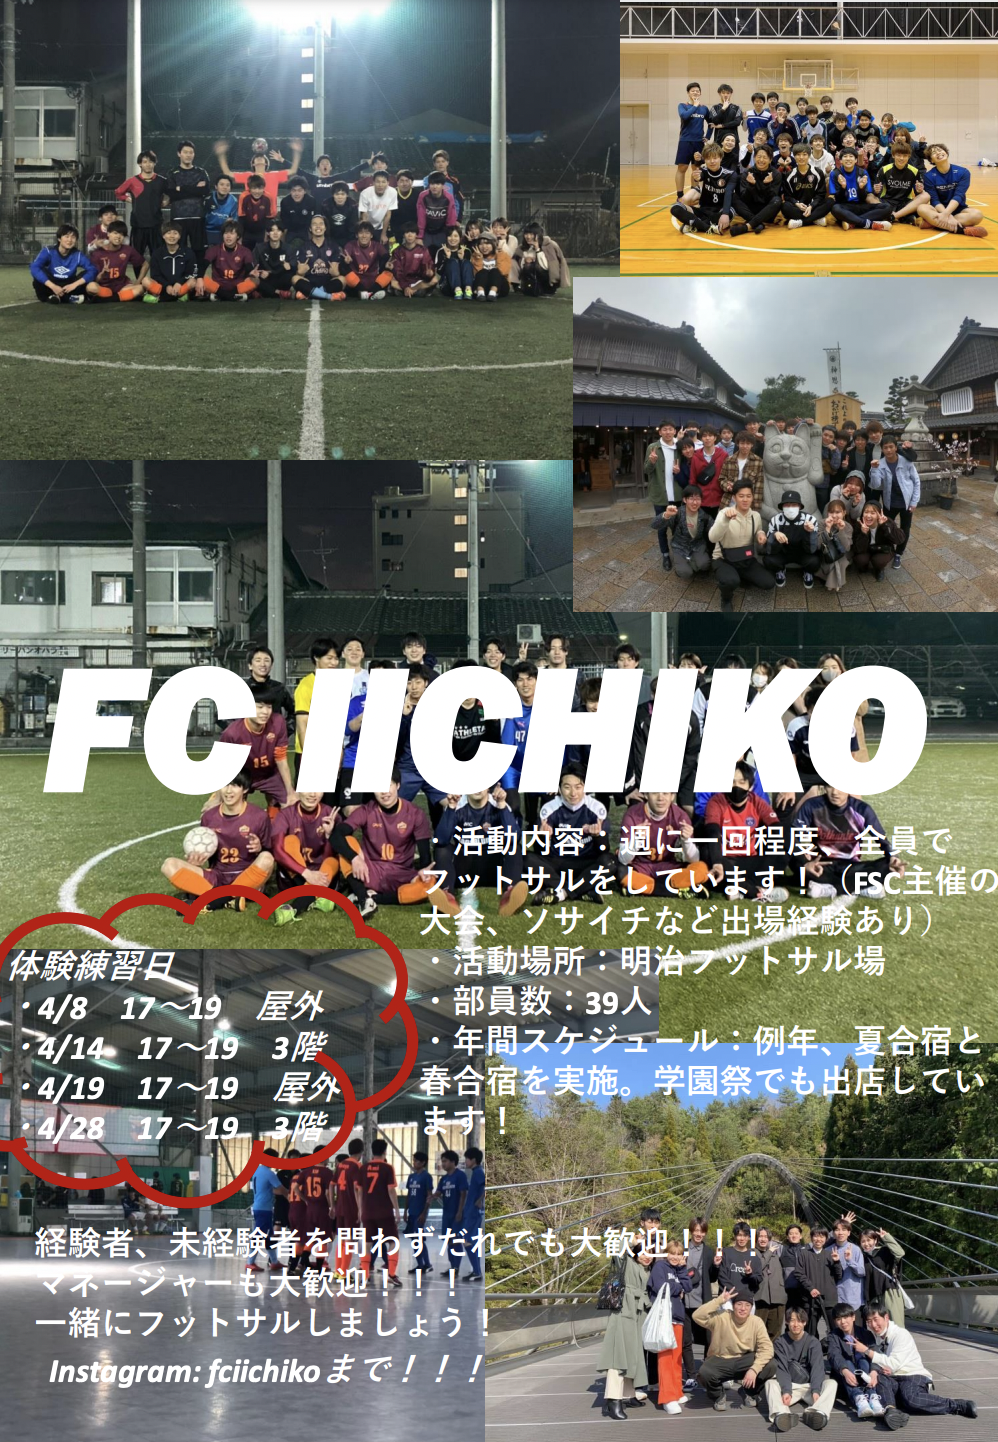 FC IICHIKO
・活動内容：週に一回程度、全員で
フットサルをしています！（FSC主催の
大会、ソサイチなど出場経験あり）
・活動場所：明治フットサル場
・部員数：39人
・年間スケジュール：例年、夏合宿と
春合宿を実施。学園祭でも出店してい
ます！
体験練習日
・4/8　17〜19　屋外
・4/14　17〜19　3階
・4/19　17〜19　屋外
・4/28　17〜19　3階
経験者、未経験者を問わずだれでも大歓迎！！！
マネージャーも大歓迎！！！
一緒にフットサルしましょう！
Instagram: fciichikoまで！！！